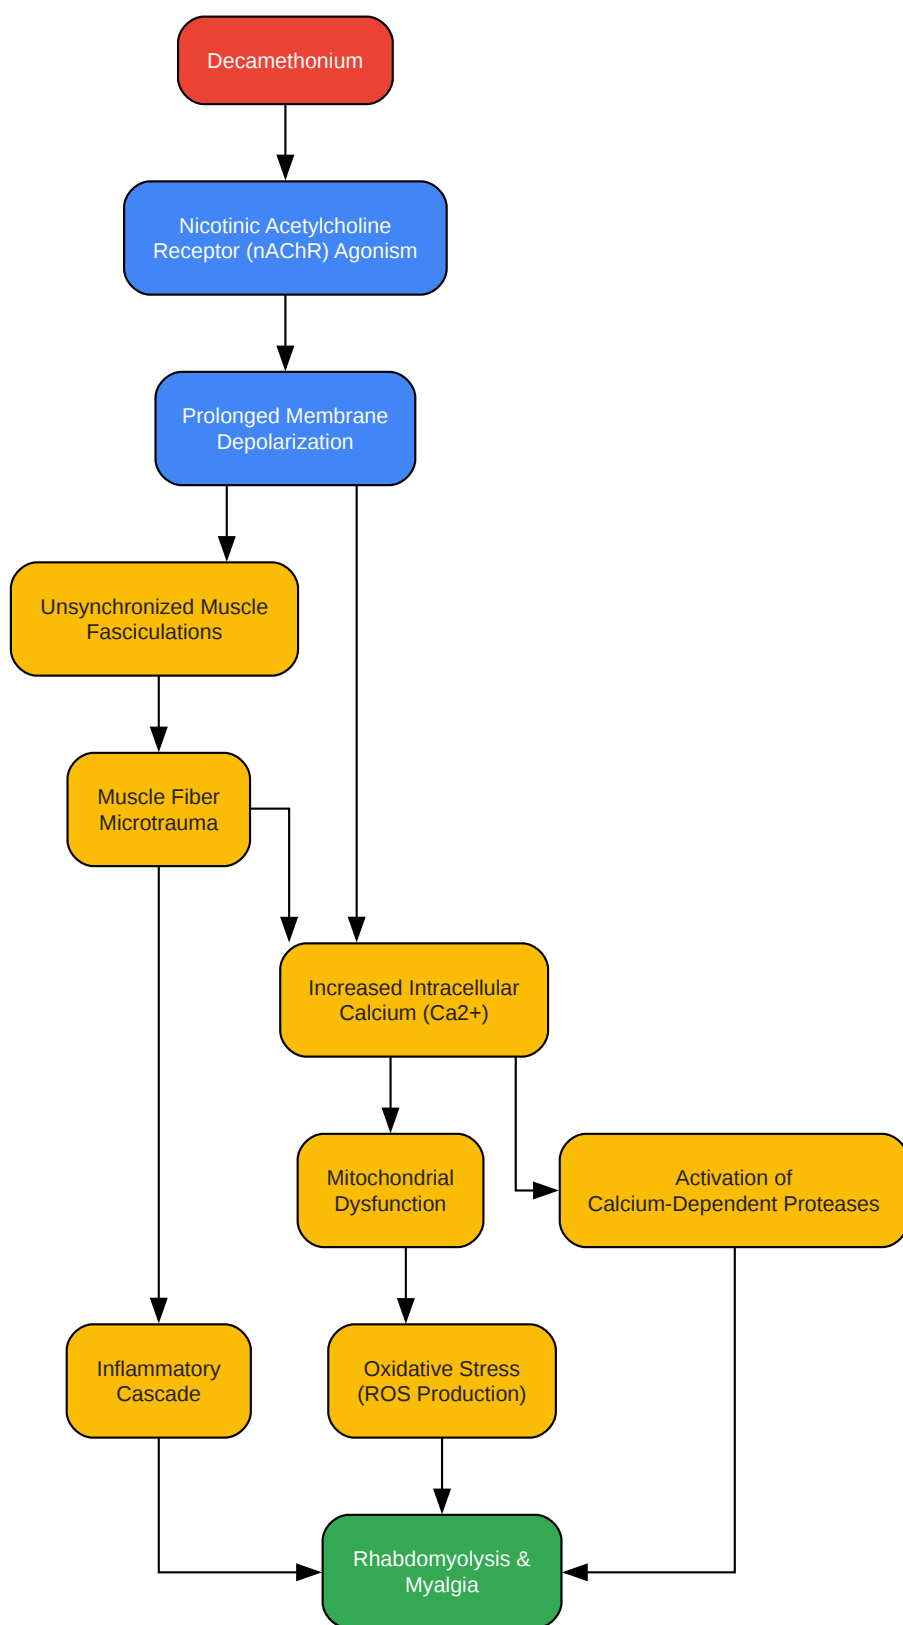 Decamethonium
Nicotinic Acetylcholine
Receptor (nAChR) Agonism
Prolonged Membrane
Depolarization
Unsynchronized Muscle
Fasciculations
Muscle Fiber
Microtrauma
Increased Intracellular
Calcium (Ca2+)
Mitochondrial
Dysfunction
Activation of
Calcium-Dependent Proteases
Inflammatory
Cascade
Oxidative Stress
(ROS Production)
Rhabdomyolysis &
Myalgia